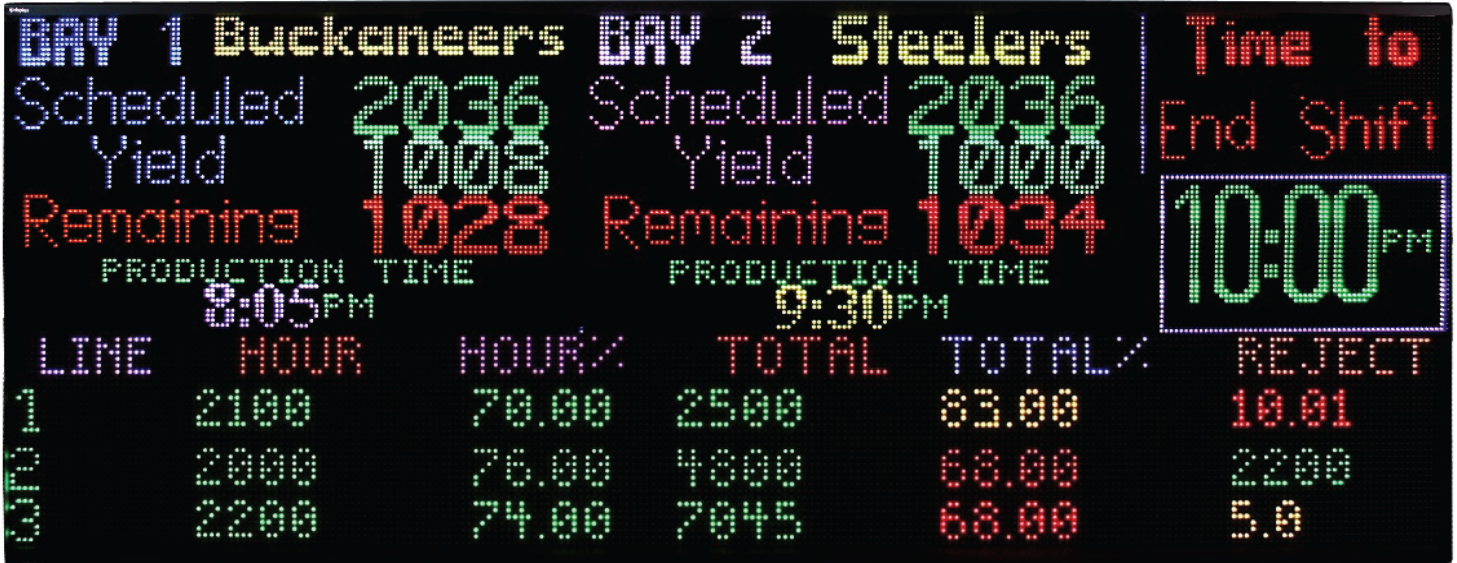 BAY 1 Buckaneers BAY 2 Steelers Time to
Scheduled 2036 Scheduled 2036 End Shift
Yield 1008 Yield 1000
Remaining 1028 Remaining 1034 10:00PM
PRODUCTION TIME PRODUCTION TIME
8:05PM 9:30PM
LINE HOUR HOUR% TOTAL TOTAL% REJECT
1 2100 70.00 2500 83.00 10.01
2 2000 76.00 4800 68.00 2200
3 2200 74.00 7045 68.00 5.0